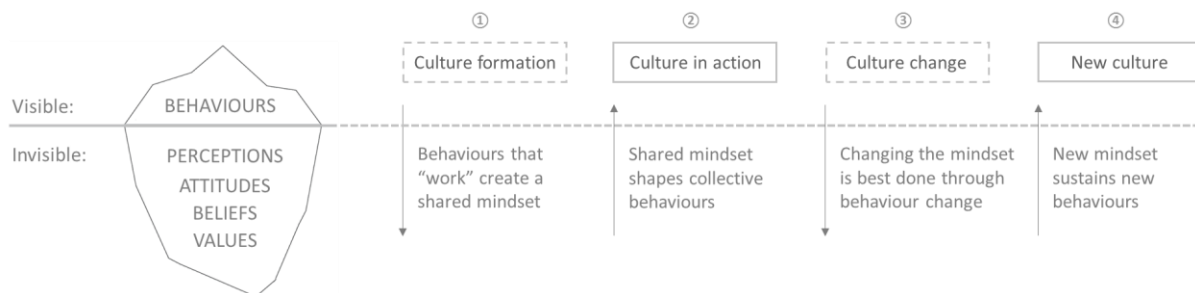 ① ② ③ ④
Culture formation Culture in action Culture change New culture
Visible: BEHAVIOURS
Invisible: PERCEPTIONS
ATTITUDES
BELIEFS
VALUES
Behaviours that
“work” create a
shared mindset
Shared mindset
shapes collective
behaviours
Changing the mindset
is best done through
behaviour change
New mindset
sustains new
behaviours